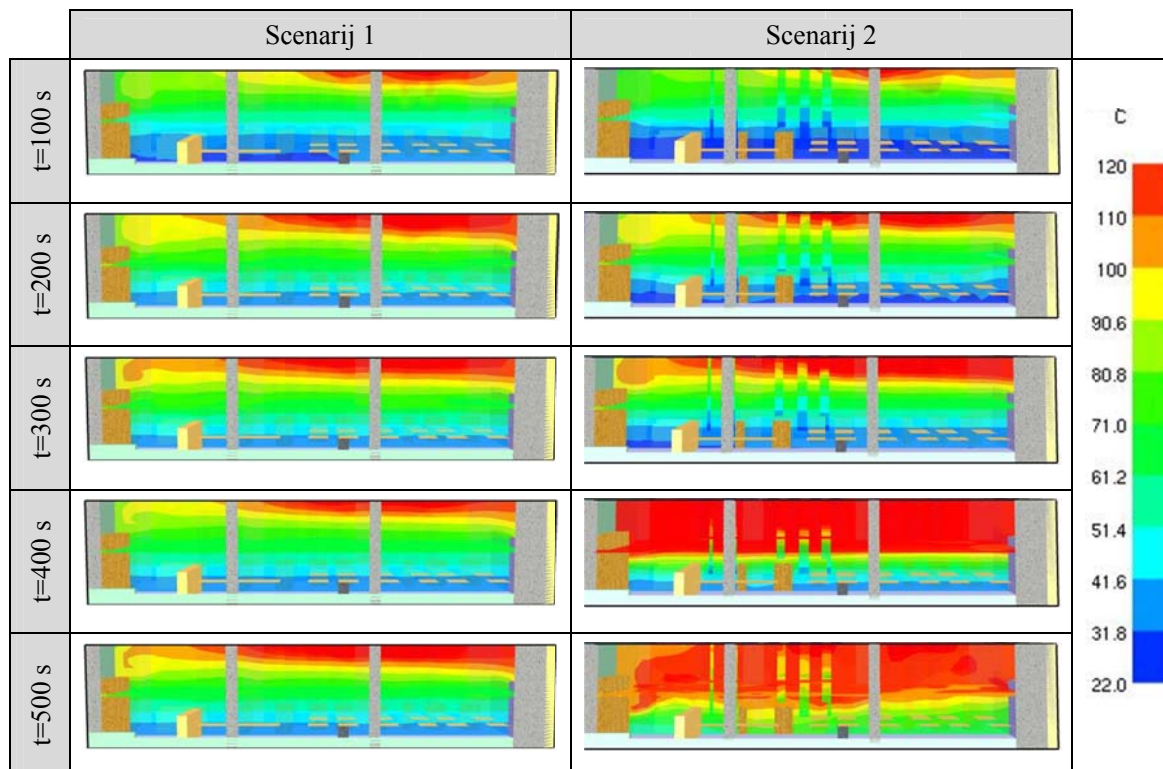 Scenarij 1
Scenarij 2
t=100 s
t=200 s
t=300 s
t=400 s
t=500 s
C
120
110
100
90.6
80.8
71.0
61.2
51.4
41.6
31.8
22.0